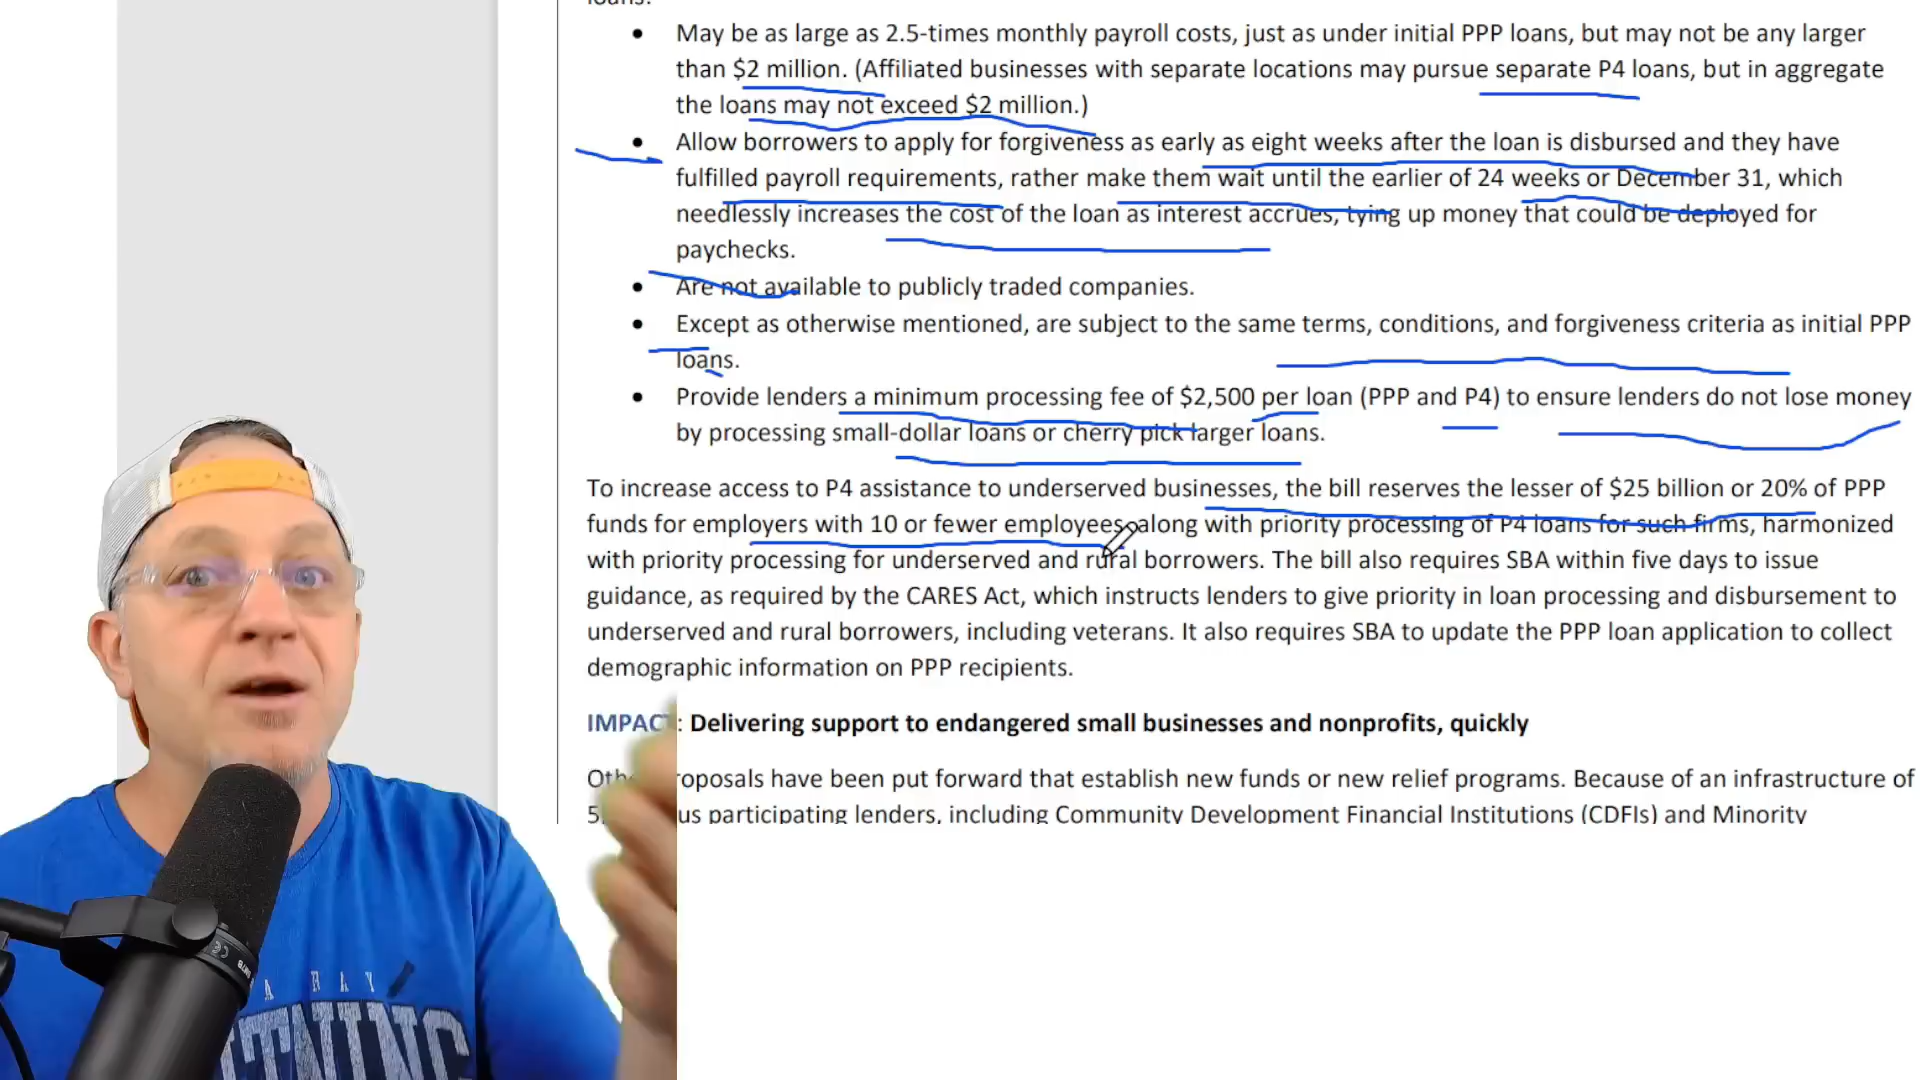 loans:
May be as large as 2.5-times monthly payroll costs, just as under initial PPP loans, but may not be any larger
than $2 million. (Affiliated businesses with separate locations may pursue separate P4 loans, but in aggregate
the loans may not exceed $2 million.)
Allow borrowers to apply for forgiveness as early as eight weeks after the loan is disbursed and they have
fulfilled payroll requirements, rather make them wait until the earlier of 24 weeks or December 31, which
needlessly increases the cost of the loan as interest accrues, tying up money that could be deployed for
paychecks.
Are not available to publicly traded companies.
Except as otherwise mentioned, are subject to the same terms, conditions, and forgiveness criteria as initial PPP
loans.
Provide lenders a minimum processing fee of $2,500 per loan (PPP and P4) to ensure lenders do not lose money
by processing small-dollar loans or cherry pick larger loans.
To increase access to P4 assistance to underserved businesses, the bill reserves the lesser of $25 billion or 20% of PPP
funds for employers with 10 or fewer employees along with priority processing of P4 loans for such firms, harmonized
with priority processing for underserved and rural borrowers. The bill also requires SBA within five days to issue
guidance, as required by the CARES Act, which instructs lenders to give priority in loan processing and disbursement to
underserved and rural borrowers, including veterans. It also requires SBA to update the PPP loan application to collect
demographic information on PPP recipients.
IMPACT: Delivering support to endangered small businesses and nonprofits, quickly
roposals have been put forward that establish new funds or new relief programs. Because of an infrastructure of
us participating lenders, including Community Development Financial Institutions (CDFIs) and Minority